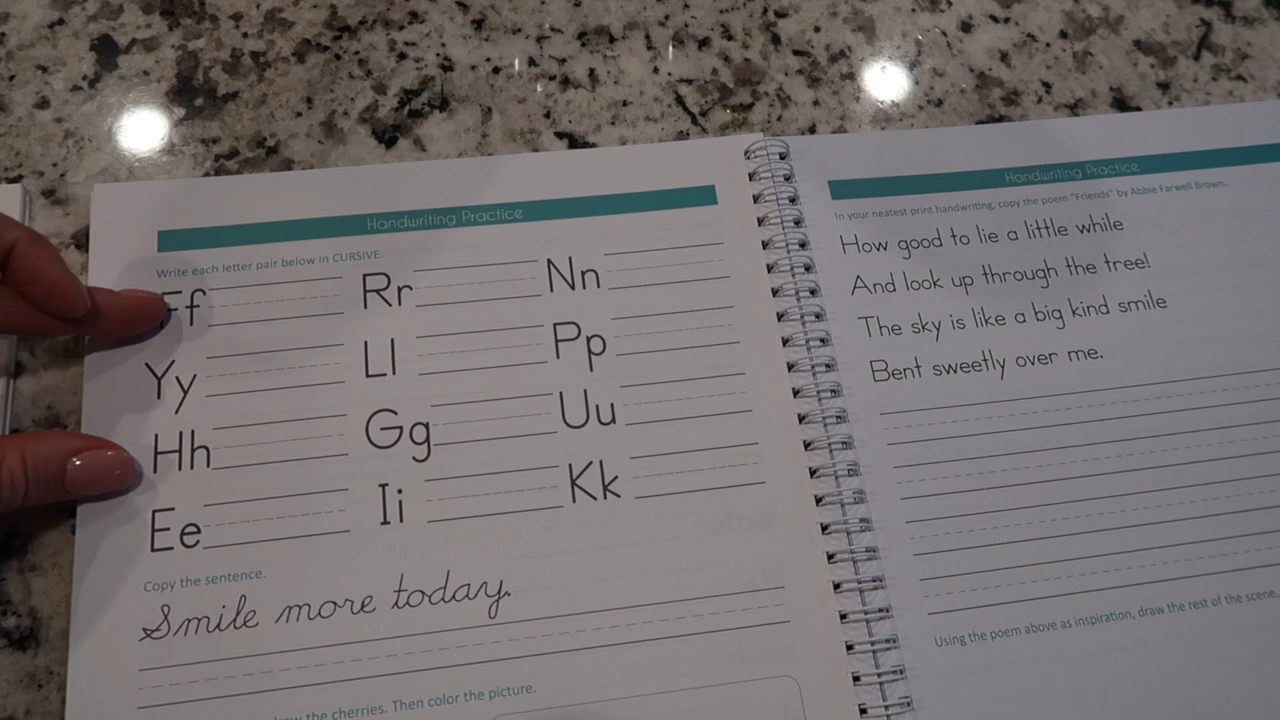 Handwriting Practice
Write each letter pair below in CURSIVE.
Ff Rr Nn
Yy Ll Pp
Hh Gg Uu
Ee Ii Kk
Copy the sentence.
Smile more today.
the cherries. Then color the picture.
Handwriting Practice
In your neatest print handwriting, copy the poem "Friends" by Abbie Farwell Brown.
How good to lie a little while
And look up through the tree!
The sky is like a big kind smile
Bent sweetly over me.
Using the poem above as inspiration, draw the rest of the scene.